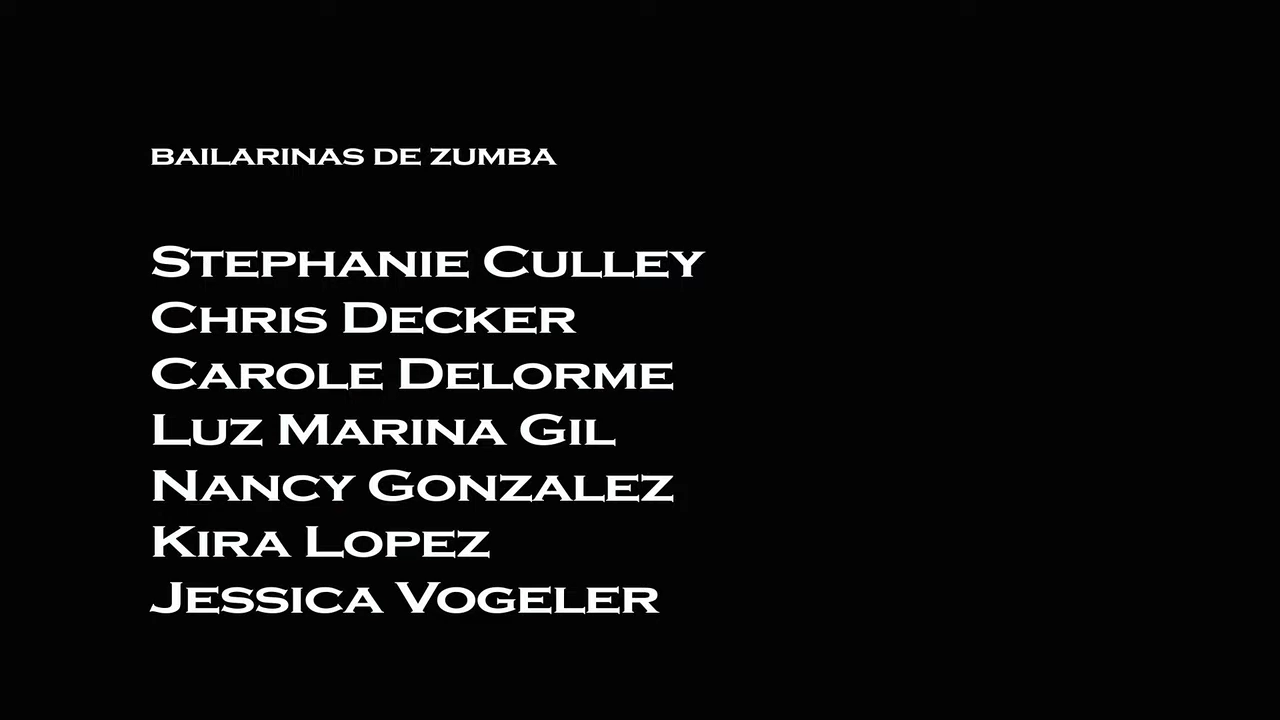 BAILARINAS DE ZUMBA
STEPHANIE CULLEY
CHRIS DECKER
CAROLE DELORME
LUZ MARINA GIL
NANCY GONZALEZ
KIRA LOPEZ
JESSICA VOGELER